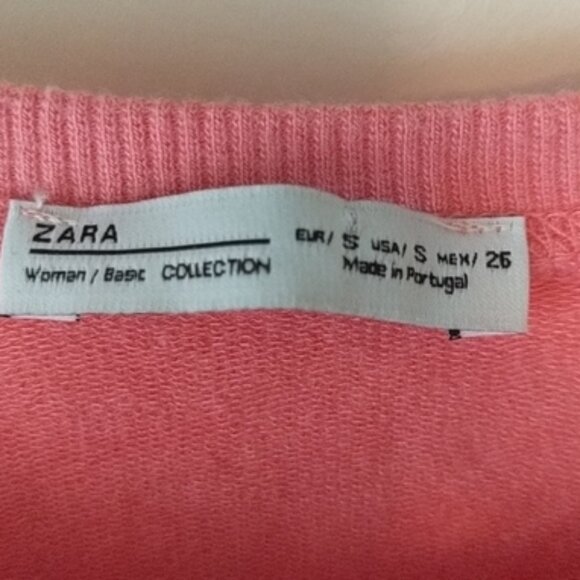 ZARA
Woman / Basic COLLECTION
EUR/ S USA/ S MEX/ 26
Made in Portugal